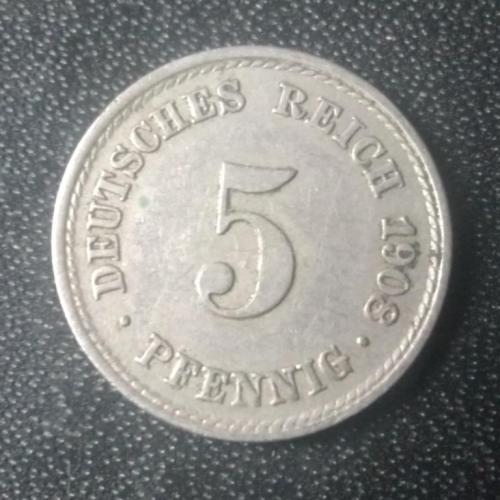 DEUTSCHES REICH 1908
5
· PFENNIG ·